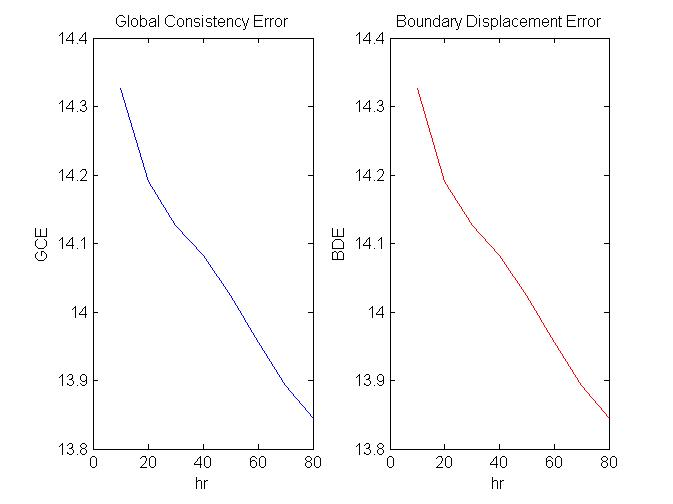 Global Consistency Error
14.4
14.3
14.2
14.1
14
13.9
13.8
GCE
0 20 40 60 80
hr
Boundary Displacement Error
14.4
14.3
14.2
14.1
14
13.9
13.8
BDE
0 20 40 60 80
hr